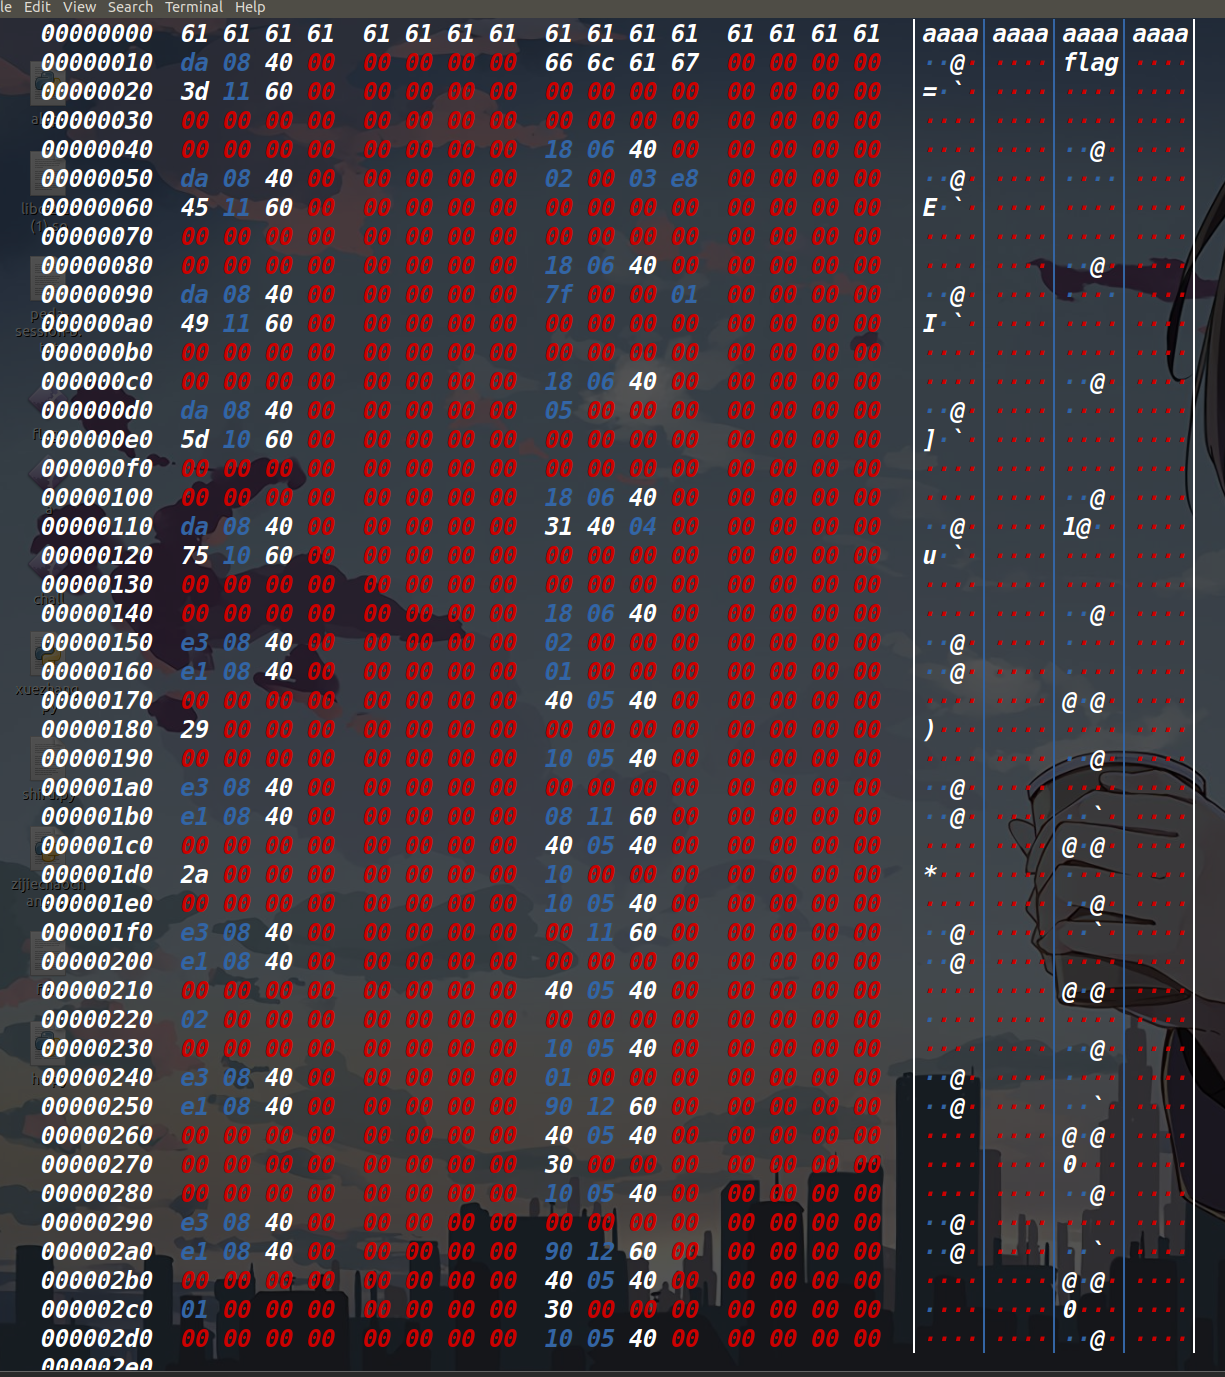 le Edit View Search Terminal Help
00000000 61 61 61 61 61 61 61 61 61 61 61 61 61 61 61 61 aaaa aaaa aaaa aaaa
00000010 da 08 40 00 00 00 00 00 66 6c 61 67 00 00 00 00 ··@· ···· flag ····
00000020 3d 11 60 00 00 00 00 00 00 00 00 00 00 00 00 00 =·`· ···· ···· ····
00000030 00 00 00 00 00 00 00 00 00 00 00 00 00 00 00 00 ···· ···· ···· ····
00000040 00 00 00 00 00 00 00 00 18 06 40 00 00 00 00 00 ···· ···· ··@· ····
00000050 da 08 40 00 00 00 00 00 02 00 03 e8 00 00 00 00 ··@· ···· ···· ····
00000060 45 11 60 00 00 00 00 00 00 00 00 00 00 00 00 00 E·`· ···· ···· ····
00000070 00 00 00 00 00 00 00 00 00 00 00 00 00 00 00 00 ···· ···· ···· ····
00000080 00 00 00 00 00 00 00 00 18 06 40 00 00 00 00 00 ···· ···· ··@· ····
00000090 da 08 40 00 00 00 00 00 7f 00 00 01 00 00 00 00 ··@· ···· ···· ····
000000a0 49 11 60 00 00 00 00 00 00 00 00 00 00 00 00 00 I·`· ···· ···· ····
000000b0 00 00 00 00 00 00 00 00 00 00 00 00 00 00 00 00 ···· ···· ···· ····
000000c0 00 00 00 00 00 00 00 00 18 06 40 00 00 00 00 00 ···· ···· ··@· ····
000000d0 da 08 40 00 00 00 00 00 05 00 00 00 00 00 00 00 ··@· ···· ···· ····
000000e0 5d 10 60 00 00 00 00 00 00 00 00 00 00 00 00 00 ]·`· ···· ···· ····
000000f0 00 00 00 00 00 00 00 00 00 00 00 00 00 00 00 00 ···· ···· ···· ····
00000100 00 00 00 00 00 00 00 00 18 06 40 00 00 00 00 00 ···· ···· ··@· ····
00000110 da 08 40 00 00 00 00 00 31 40 04 00 00 00 00 00 ··@· ···· 1@·· ····
00000120 75 10 60 00 00 00 00 00 00 00 00 00 00 00 00 00 u·`· ···· ···· ····
00000130 00 00 00 00 00 00 00 00 00 00 00 00 00 00 00 00 ···· ···· ···· ····
00000140 00 00 00 00 00 00 00 00 18 06 40 00 00 00 00 00 ···· ···· ··@· ····
00000150 e3 08 40 00 00 00 00 00 02 00 00 00 00 00 00 00 ··@· ···· ···· ····
00000160 e1 08 40 00 00 00 00 00 01 00 00 00 00 00 00 00 ··@· ···· ···· ····
00000170 00 00 00 00 00 00 00 00 40 05 40 00 00 00 00 00 ···· ···· @·@· ····
00000180 29 00 00 00 00 00 00 00 00 00 00 00 00 00 00 00 )··· ···· ···· ····
00000190 00 00 00 00 00 00 00 00 10 05 40 00 00 00 00 00 ···· ···· ··@· ····
000001a0 e3 08 40 00 00 00 00 00 00 00 00 00 00 00 00 00 ··@· ···· ···· ····
000001b0 e1 08 40 00 00 00 00 00 08 11 60 00 00 00 00 00 ··@· ···· ··`· ····
000001c0 00 00 00 00 00 00 00 00 40 05 40 00 00 00 00 00 ···· ···· @·@· ····
000001d0 2a 00 00 00 00 00 00 00 10 00 00 00 00 00 00 00 *··· ···· ···· ····
000001e0 00 00 00 00 00 00 00 00 10 05 40 00 00 00 00 00 ···· ···· ··@· ····
000001f0 e3 08 40 00 00 00 00 00 00 11 60 00 00 00 00 00 ··@· ···· ··`· ····
00000200 e1 08 40 00 00 00 00 00 00 00 00 00 00 00 00 00 ··@· ···· ···· ····
00000210 00 00 00 00 00 00 00 00 40 05 40 00 00 00 00 00 ···· ···· @·@· ····
00000220 02 00 00 00 00 00 00 00 00 00 00 00 00 00 00 00 ···· ···· ···· ····
00000230 00 00 00 00 00 00 00 00 10 05 40 00 00 00 00 00 ···· ···· ··@· ····
00000240 e3 08 40 00 00 00 00 00 01 00 00 00 00 00 00 00 ··@· ···· ···· ····
00000250 e1 08 40 00 00 00 00 00 90 12 60 00 00 00 00 00 ··@· ···· ··`· ····
00000260 00 00 00 00 00 00 00 00 40 05 40 00 00 00 00 00 ···· ···· @·@· ····
00000270 00 00 00 00 00 00 00 00 30 00 00 00 00 00 00 00 ···· ···· 0··· ····
00000280 00 00 00 00 00 00 00 00 10 05 40 00 00 00 00 00 ···· ···· ··@· ····
00000290 e3 08 40 00 00 00 00 00 00 00 00 00 00 00 00 00 ··@· ···· ···· ····
000002a0 e1 08 40 00 00 00 00 00 90 12 60 00 00 00 00 00 ··@· ···· ··`· ····
000002b0 00 00 00 00 00 00 00 00 40 05 40 00 00 00 00 00 ···· ···· @·@· ····
000002c0 01 00 00 00 00 00 00 00 30 00 00 00 00 00 00 00 ···· ···· 0··· ····
000002d0 00 00 00 00 00 00 00 00 10 05 40 00 00 00 00 00 ···· ···· ··@· ····
000002e0